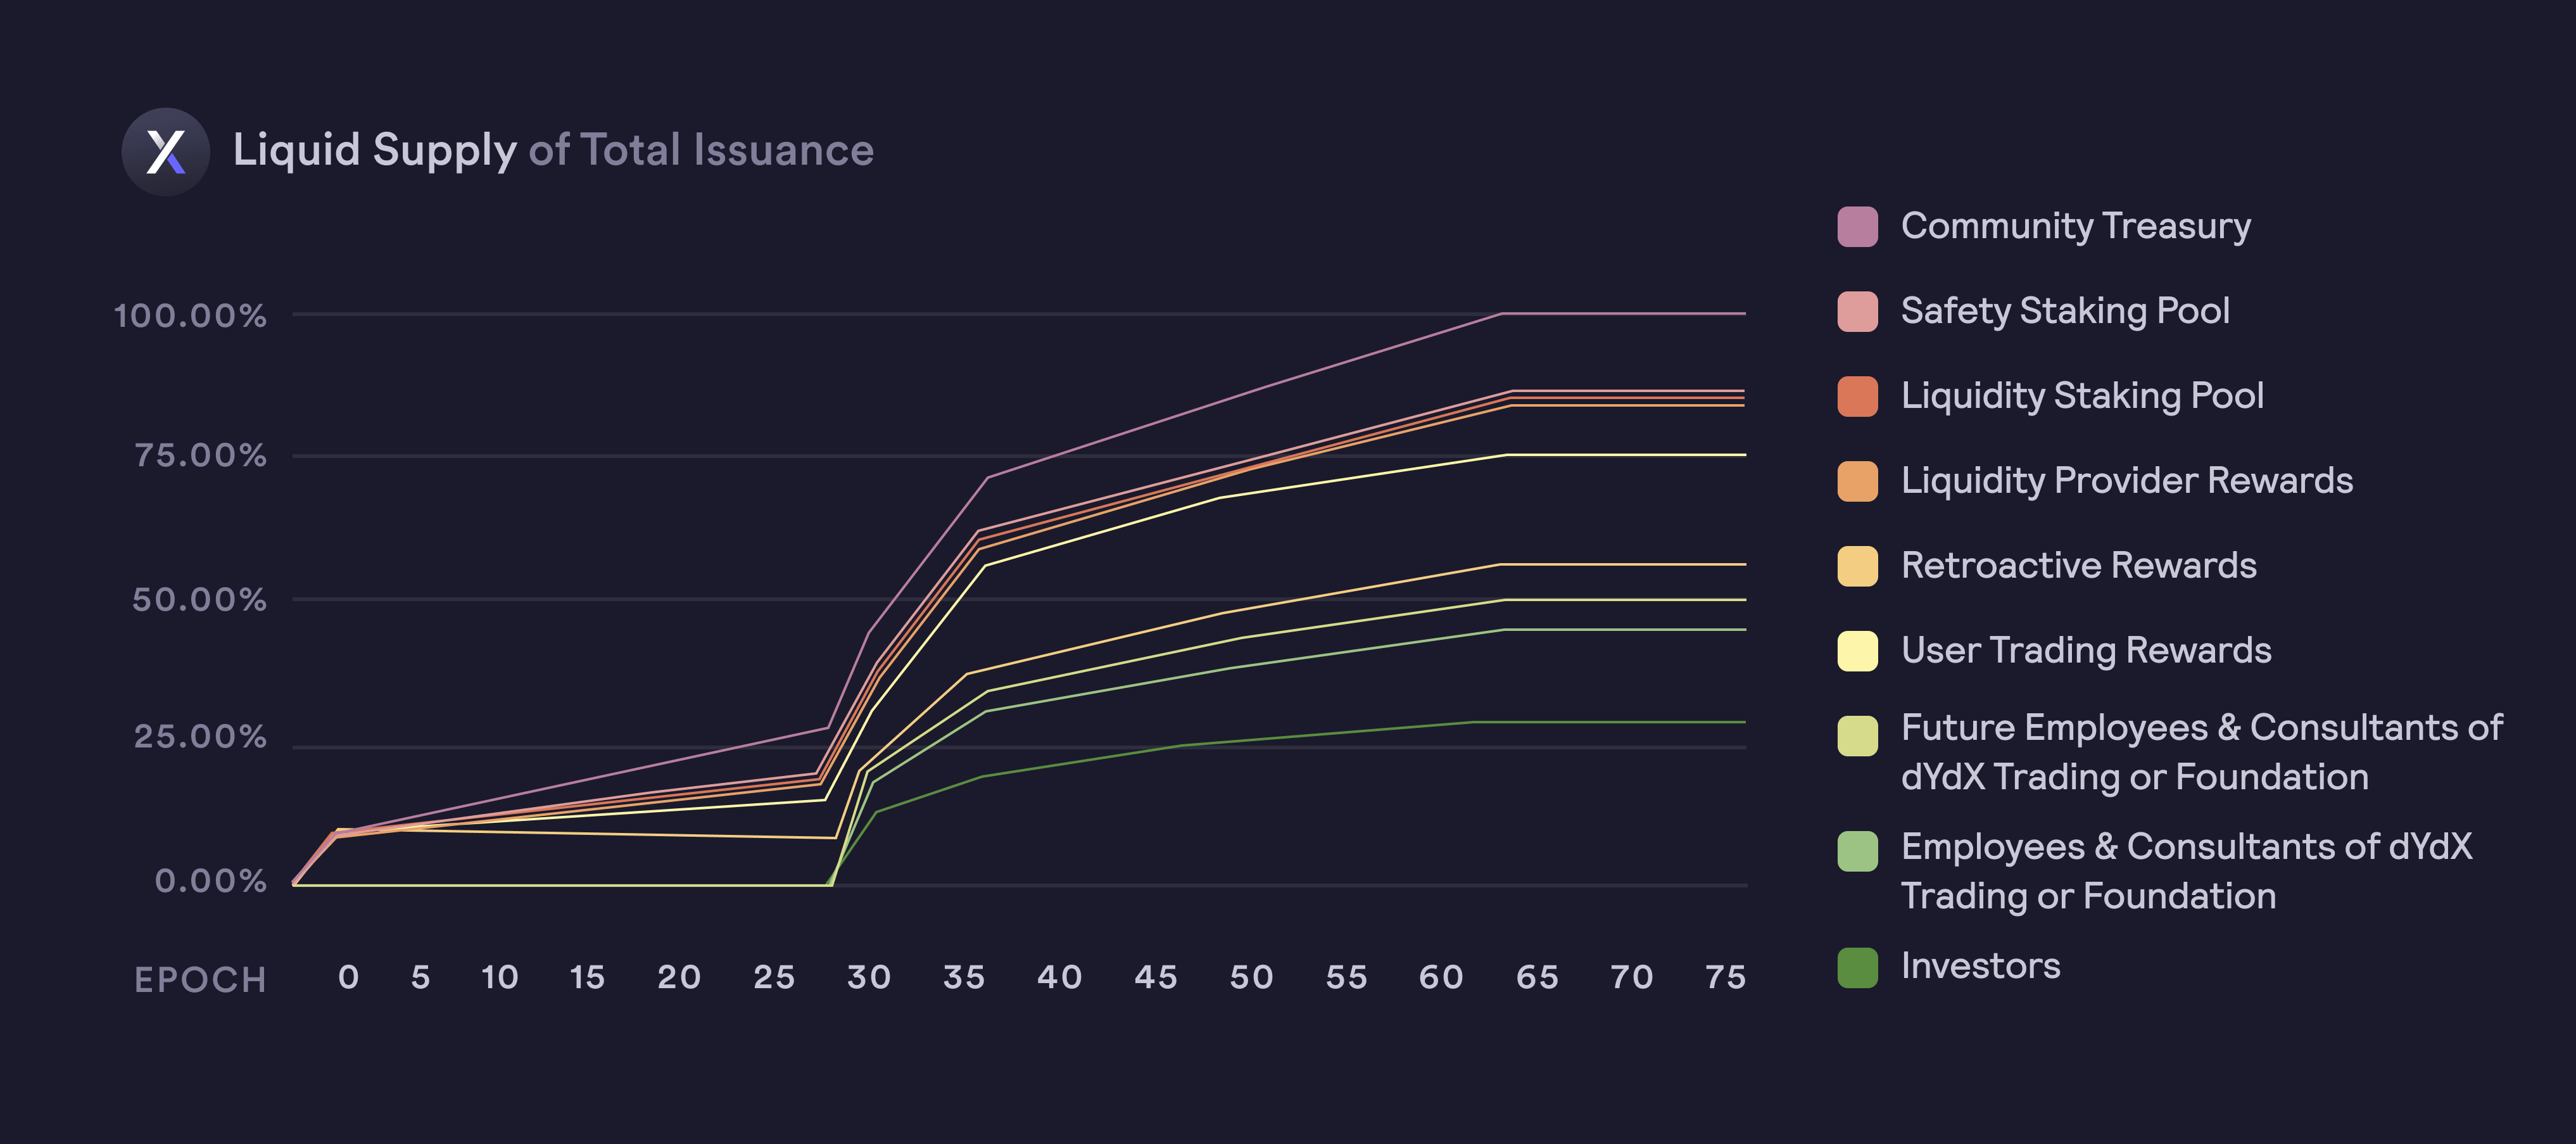 Liquid Supply of Total Issuance
100.00%
75.00%
50.00%
25.00%
0.00%
EPOCH 0 5 10 15 20 25 30 35 40 45 50 55 60 65 70 75
Community Treasury
Safety Staking Pool
Liquidity Staking Pool
Liquidity Provider Rewards
Retroactive Rewards
User Trading Rewards
Future Employees & Consultants of
dYdX Trading or Foundation
Employees & Consultants of dYdX
Trading or Foundation
Investors